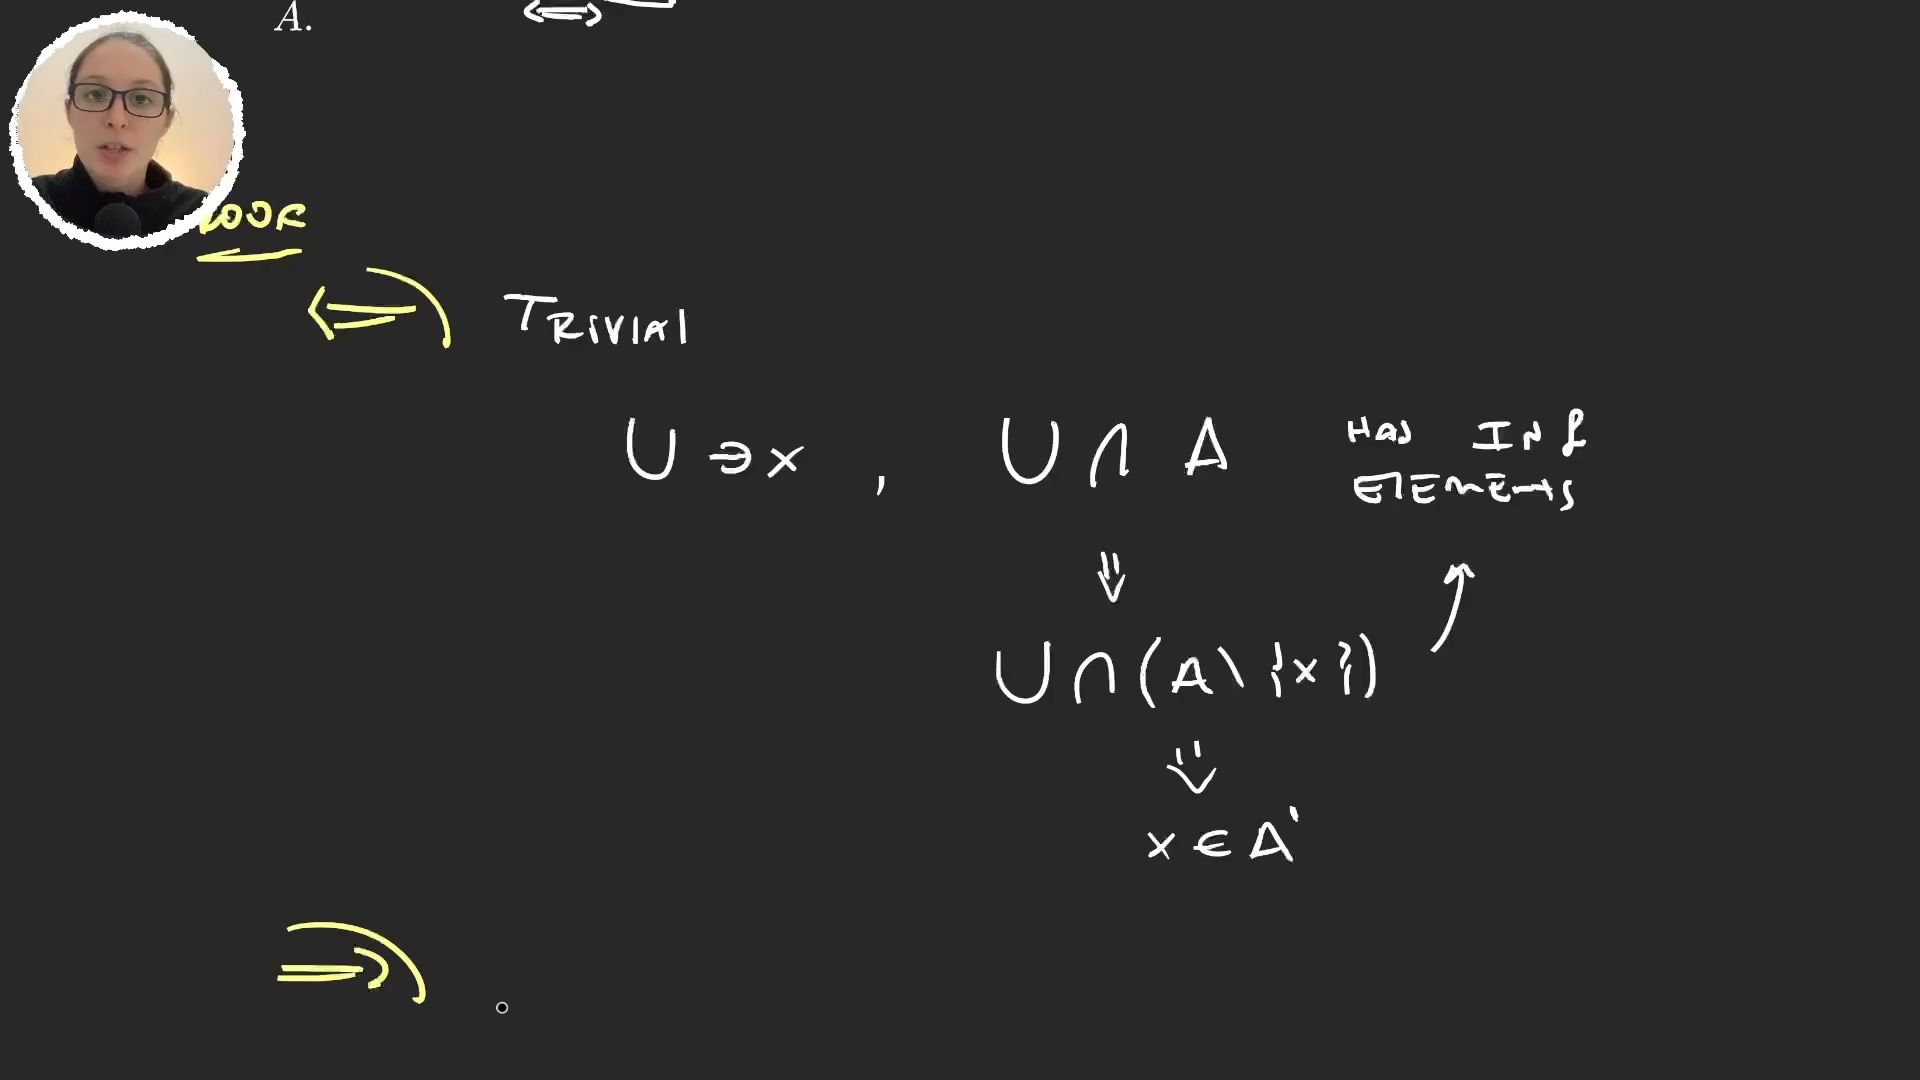 A.
⟺
⟸) TRIVIAL
U ∋ x , U ∩ A HAS INF
ELEMENTS
⇓
U ∩ (A \ {x})
⇓
x ∈ A'
⟹)